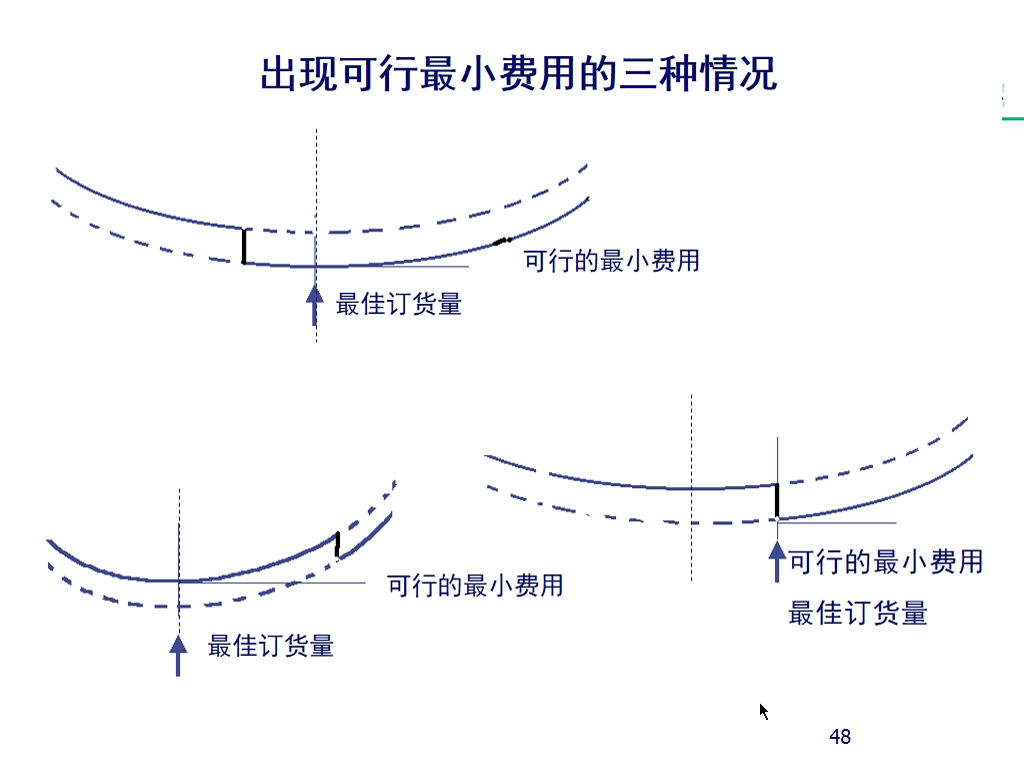 出现可行最小费用的三种情况
可行的最小费用
最佳订货量
可行的最小费用
最佳订货量
可行的最小费用
最佳订货量
48